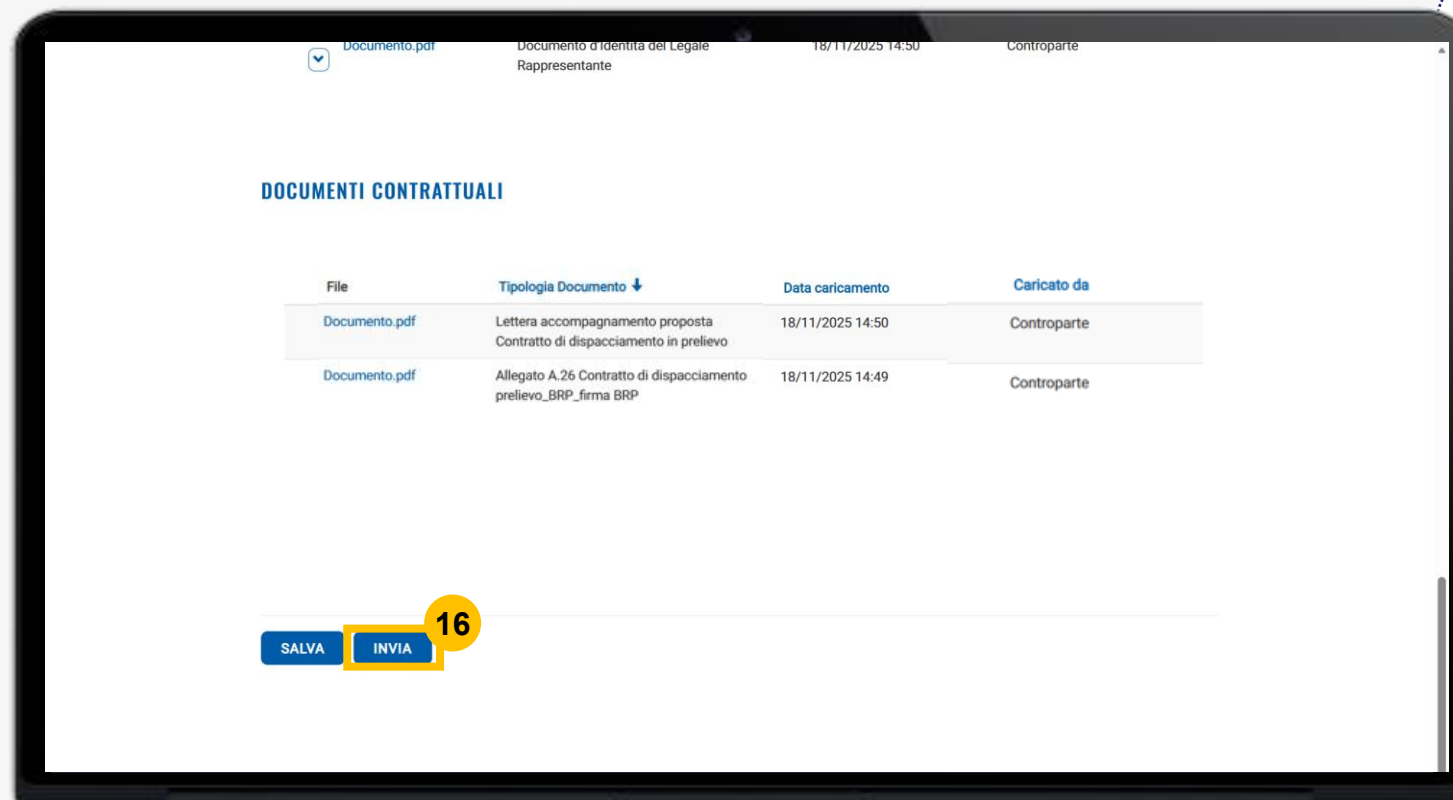 Documento.pdf Documento d'Identità del Legale 18/11/2025 14:50 Controparte
Rappresentante
DOCUMENTI CONTRATTUALI
File Tipologia Documento Data caricamento Caricato da
Documento.pdf Lettera accompagnamento proposta 18/11/2025 14:50 Controparte
Contratto di dispacciamento in prelievo
Documento.pdf Allegato A.26 Contratto di dispacciamento 18/11/2025 14:49 Controparte
prelievo_BRP_firma BRP
16
SALVA INVIA